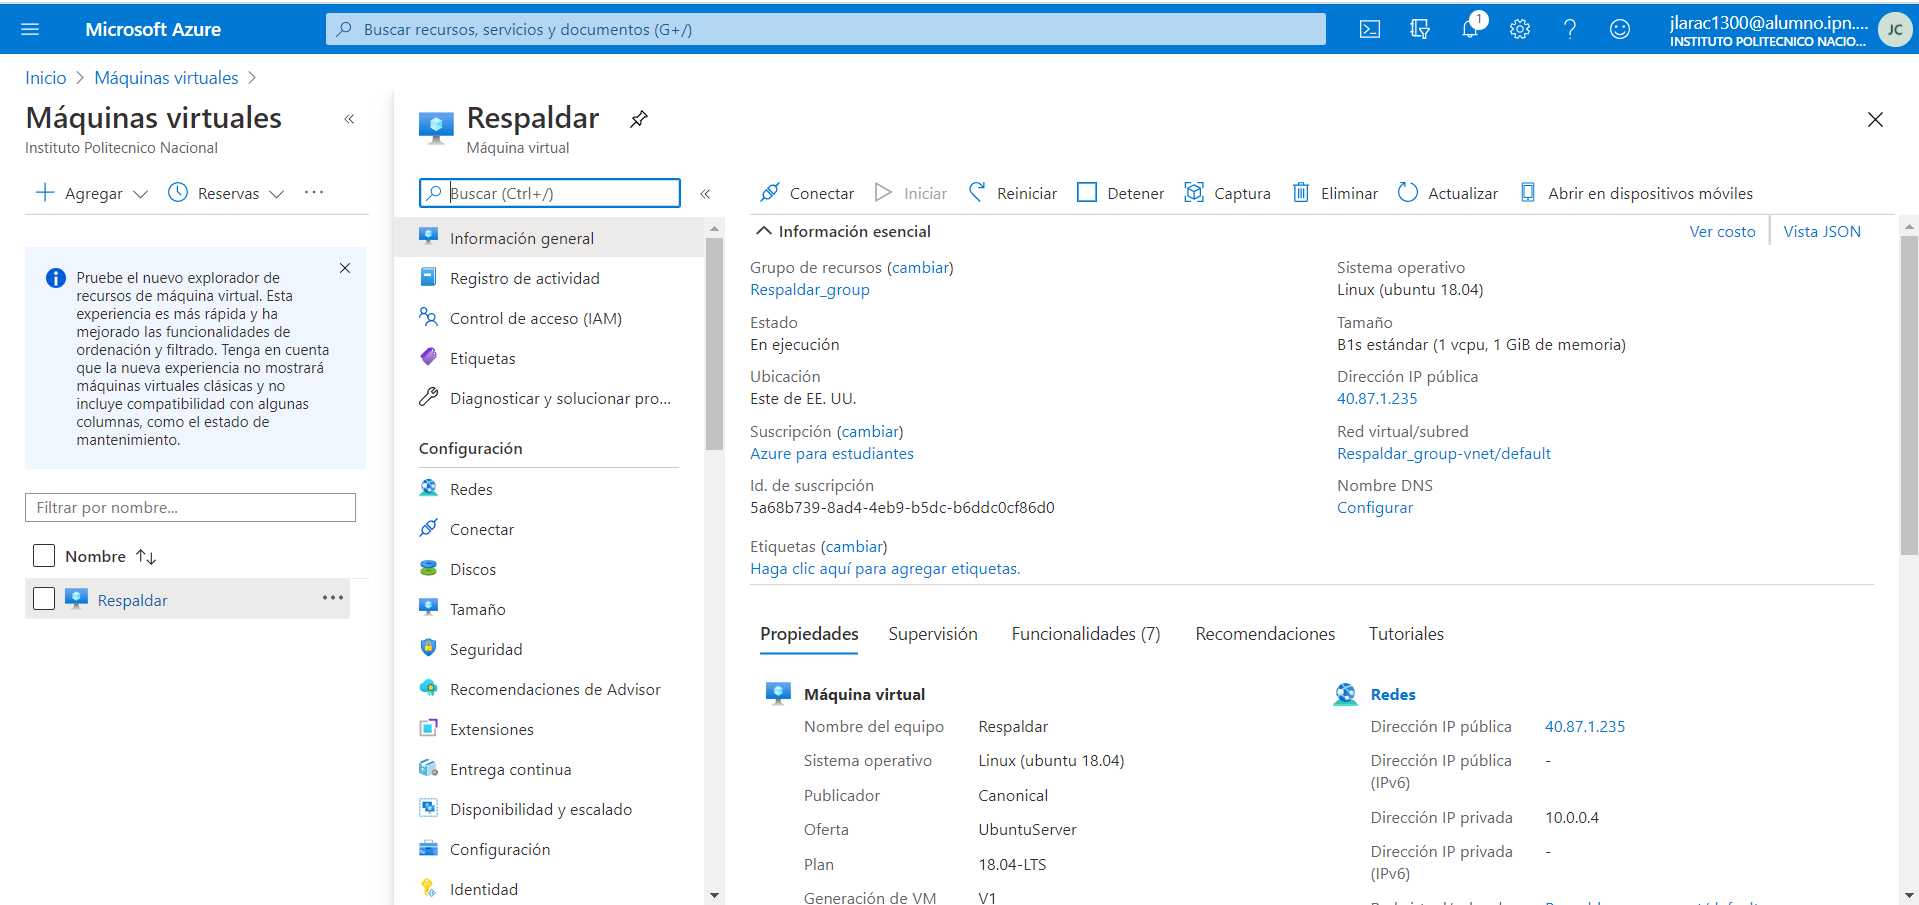 Microsoft Azure
Buscar recursos, servicios y documentos (G+/)
1
jlarac1300@alumno.ipn....
INSTITUTO POLITECNICO NACIO...
JC
Inicio > Máquinas virtuales >
Máquinas virtuales
Instituto Politecnico Nacional
Agregar
Reservas
Pruebe el nuevo explorador de
recursos de máquina virtual. Esta
experiencia es más rápida y ha
mejorado las funcionalidades de
ordenación y filtrado. Tenga en cuenta
que la nueva experiencia no mostrará
máquinas virtuales clásicas y no
incluye compatibilidad con algunas
columnas, como el estado de
mantenimiento.
Filtrar por nombre...
Nombre
Respaldar
Respaldar
Máquina virtual
Buscar (Ctrl+/)
Información general
Registro de actividad
Control de acceso (IAM)
Etiquetas
Diagnosticar y solucionar pro...
Configuración
Redes
Conectar
Discos
Tamaño
Seguridad
Recomendaciones de Advisor
Extensiones
Entrega continua
Disponibilidad y escalado
Configuración
Identidad
Conectar
Iniciar
Reiniciar
Detener
Captura
Eliminar
Actualizar
Abrir en dispositivos móviles
Información esencial
Ver costo
Vista JSON
Grupo de recursos (cambiar)
Respaldar_group
Estado
En ejecución
Ubicación
Este de EE. UU.
Suscripción (cambiar)
Azure para estudiantes
Id. de suscripción
5a68b739-8ad4-4eb9-b5dc-b6ddc0cf86d0
Etiquetas (cambiar)
Haga clic aquí para agregar etiquetas.
Sistema operativo
Linux (ubuntu 18.04)
Tamaño
B1s estándar (1 vcpu, 1 GiB de memoria)
Dirección IP pública
40.87.1.235
Red virtual/subred
Respaldar_group-vnet/default
Nombre DNS
Configurar
Propiedades
Supervisión
Funcionalidades (7)
Recomendaciones
Tutoriales
Máquina virtual
Nombre del equipo Respaldar
Sistema operativo Linux (ubuntu 18.04)
Publicador Canonical
Oferta UbuntuServer
Plan 18.04-LTS
Generación de VM V1
Redes
Dirección IP pública 40.87.1.235
Dirección IP pública -
(IPv6)
Dirección IP privada 10.0.0.4
Dirección IP privada -
(IPv6)